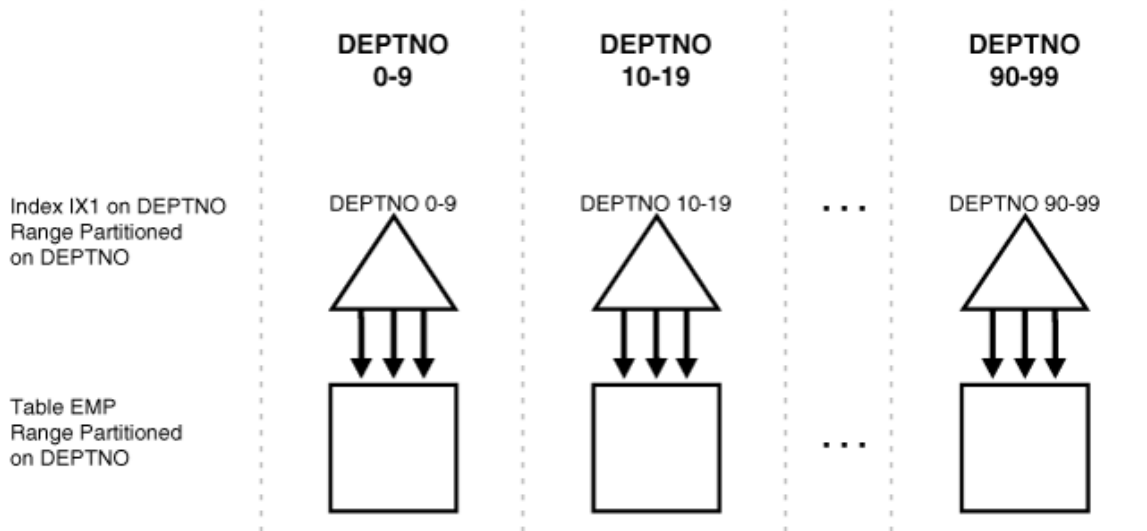 DEPTNO
0-9
DEPTNO
10-19
DEPTNO
90-99
Index IX1 on DEPTNO
Range Partitioned
on DEPTNO
DEPTNO 0-9
DEPTNO 10-19
...
DEPTNO 90-99
Table EMP
Range Partitioned
on DEPTNO
...